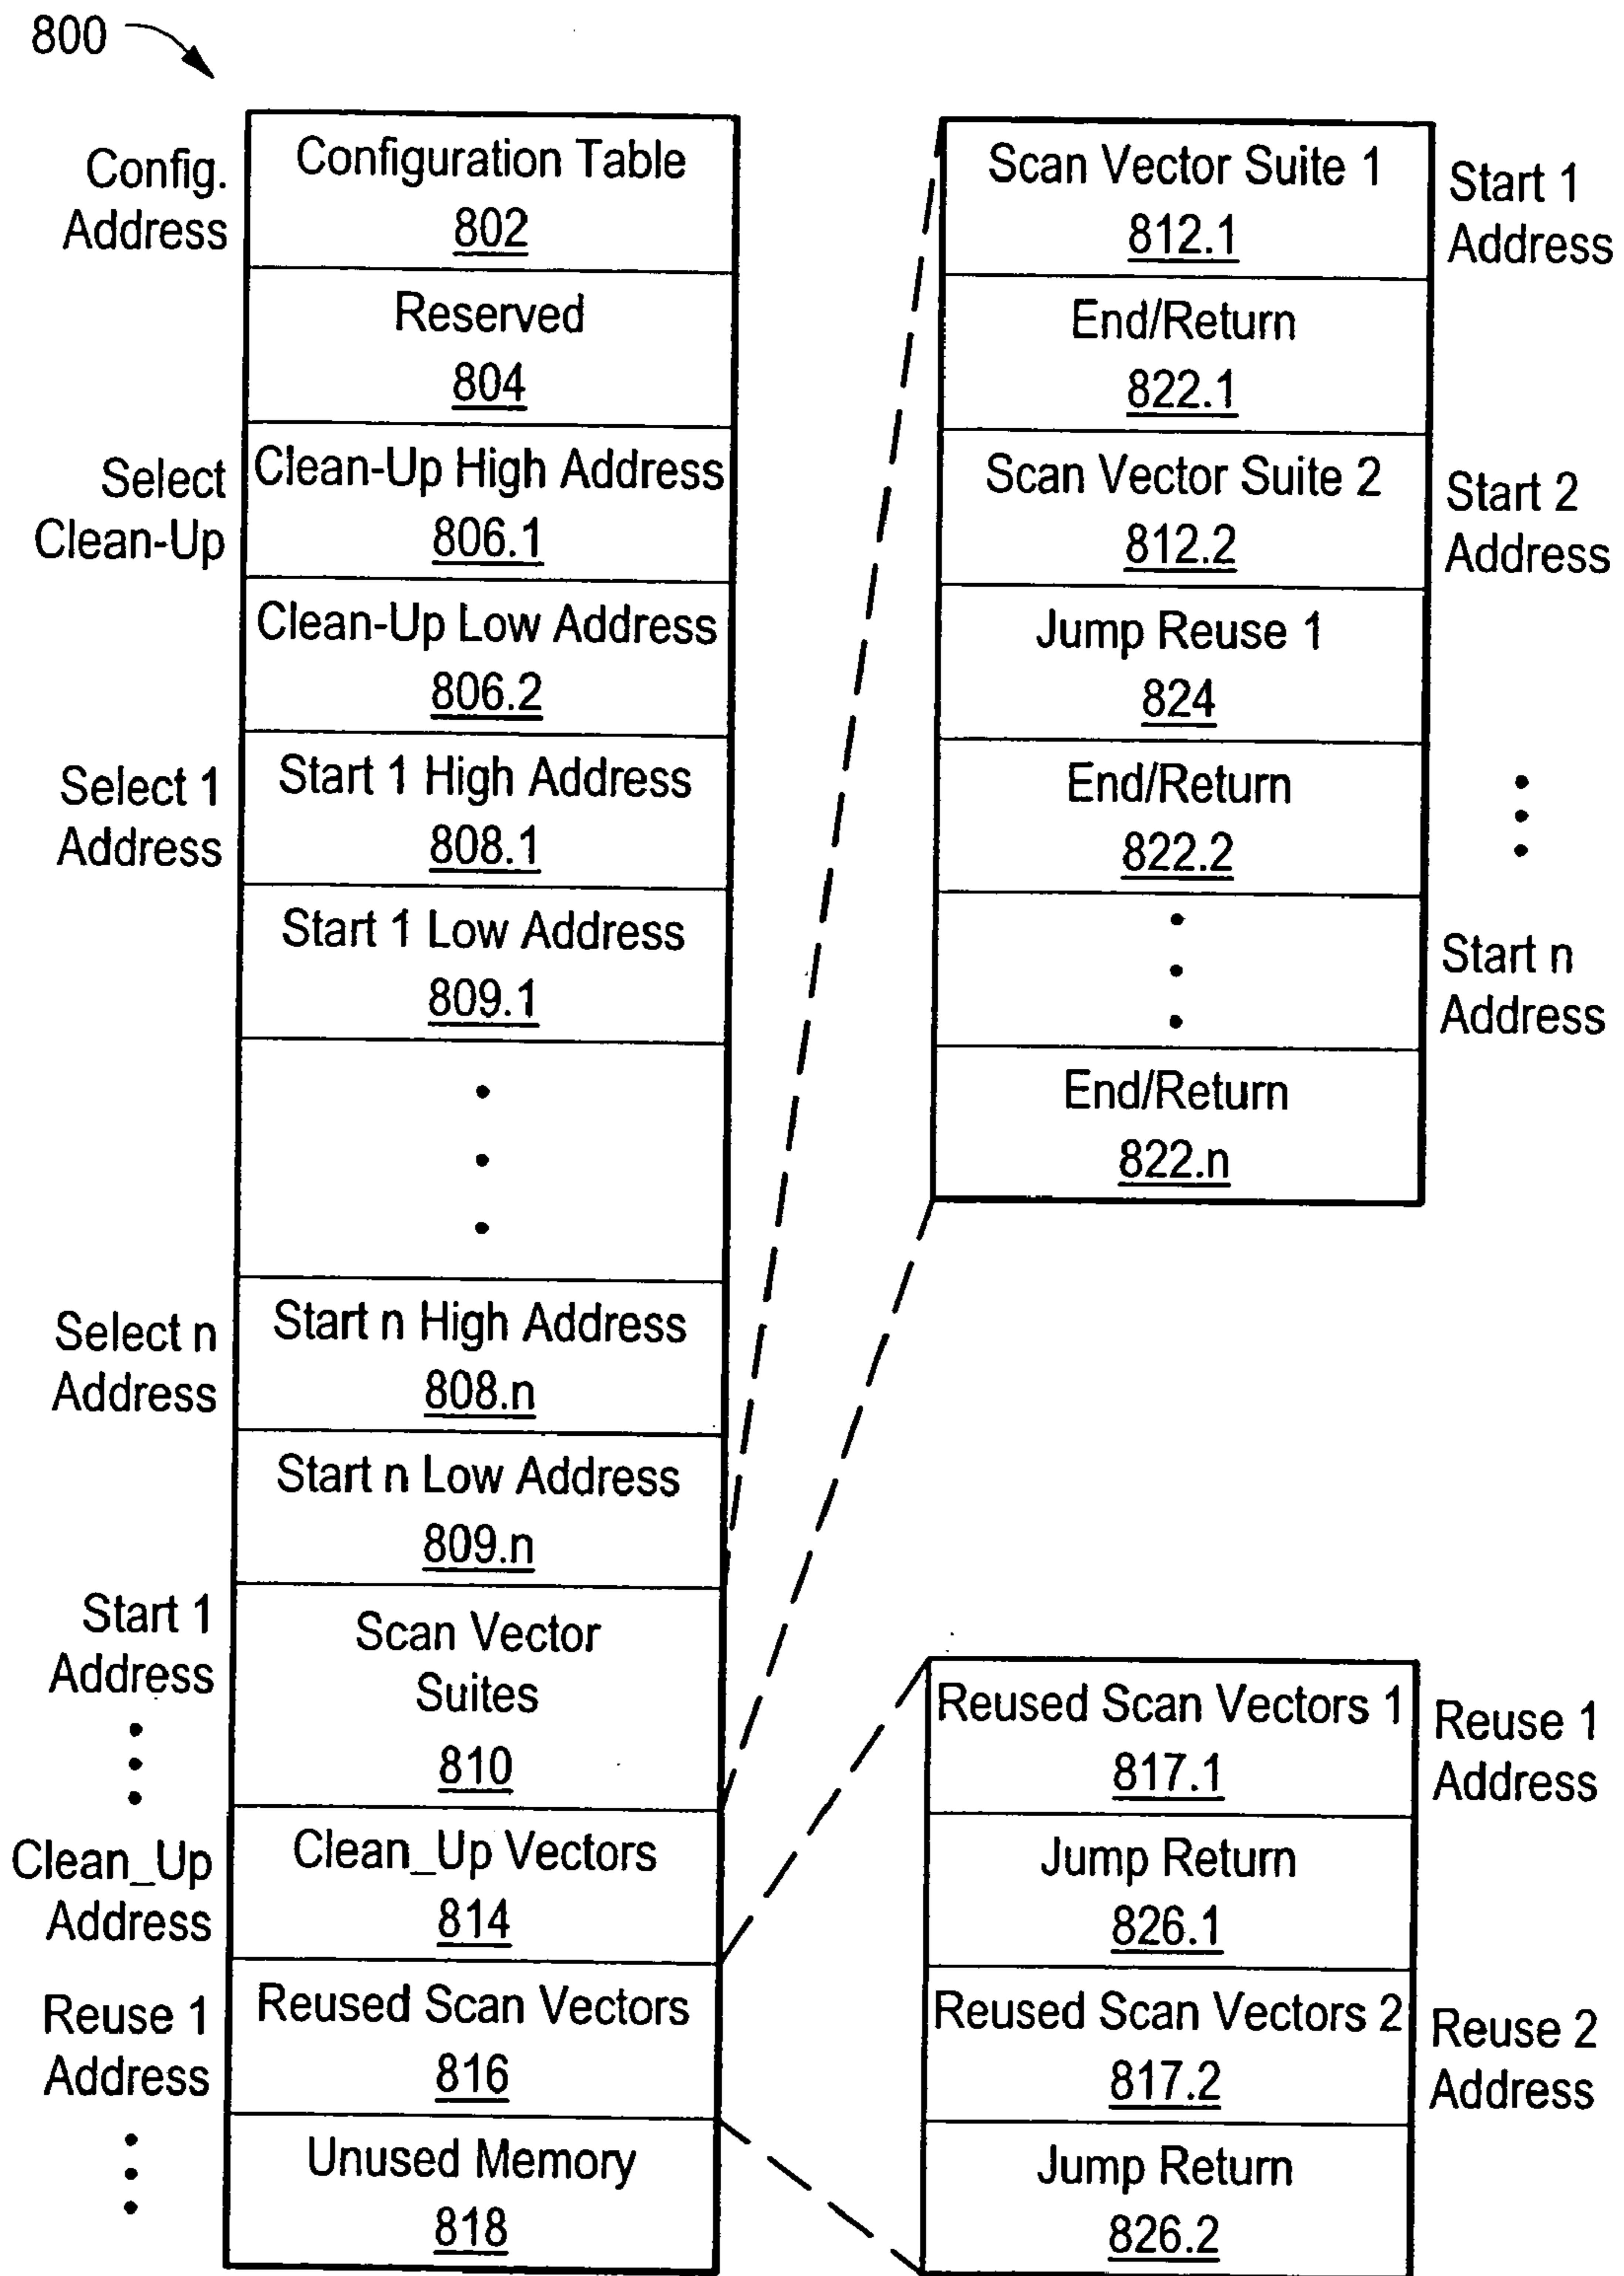 800
Config.
Address
Configuration Table
802
Reserved
804
Select
Clean-Up
Clean-Up High Address
806.1
Clean-Up Low Address
806.2
Select 1
Address
Start 1 High Address
808.1
Start 1 Low Address
809.1
Select n
Address
Start n High Address
808.n
Start n Low Address
809.n
Start 1
Address
Scan Vector
Suites
810
Clean_Up
Address
Clean_Up Vectors
814
Reuse 1
Address
Reused Scan Vectors
816
Unused Memory
818
Scan Vector Suite 1
812.1
Start 1
Address
End/Return
822.1
Scan Vector Suite 2
812.2
Start 2
Address
Jump Reuse 1
824
End/Return
822.2
Start n
Address
End/Return
822.n
Reused Scan Vectors 1
817.1
Reuse 1
Address
Jump Return
826.1
Reused Scan Vectors 2
817.2
Reuse 2
Address
Jump Return
826.2